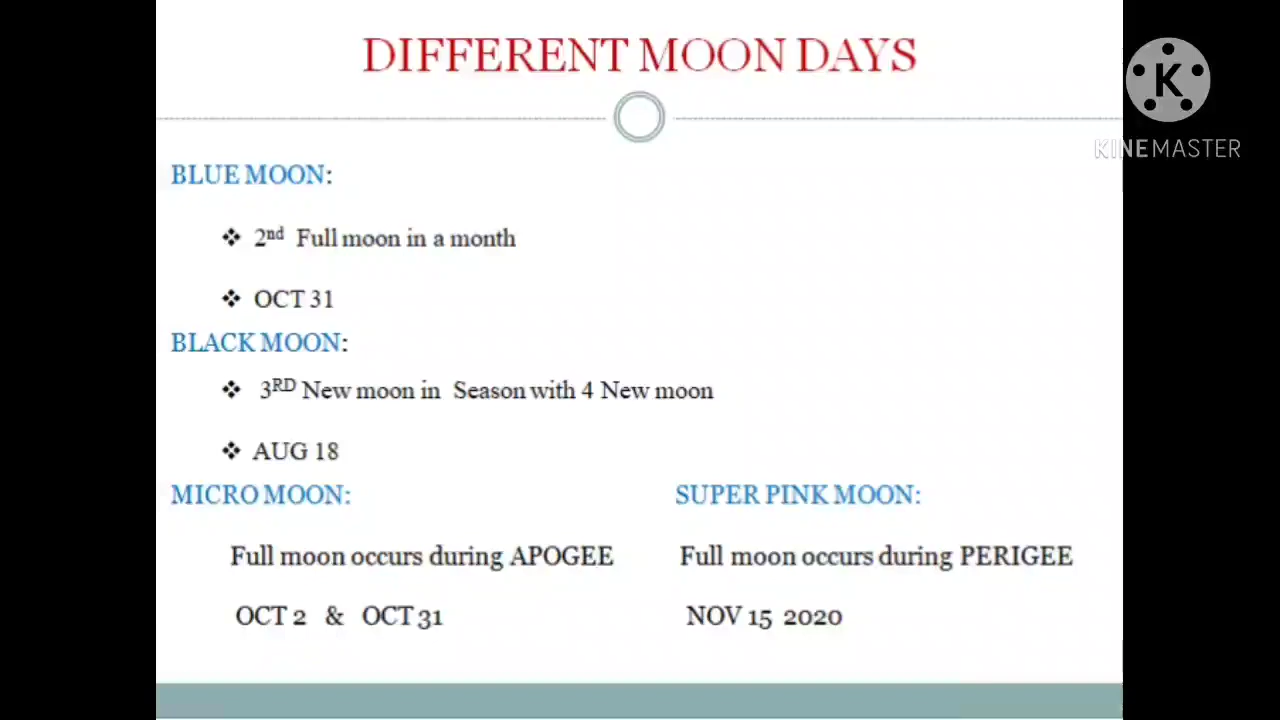 DIFFERENT MOON DAYS
K
KINEMASTER
BLUE MOON:
❖ 2nd Full moon in a month
❖ OCT 31
BLACK MOON:
❖ 3RD New moon in Season with 4 New moon
❖ AUG 18
MICRO MOON:
Full moon occurs during APOGEE
OCT 2 & OCT 31
SUPER PINK MOON:
Full moon occurs during PERIGEE
NOV 15 2020